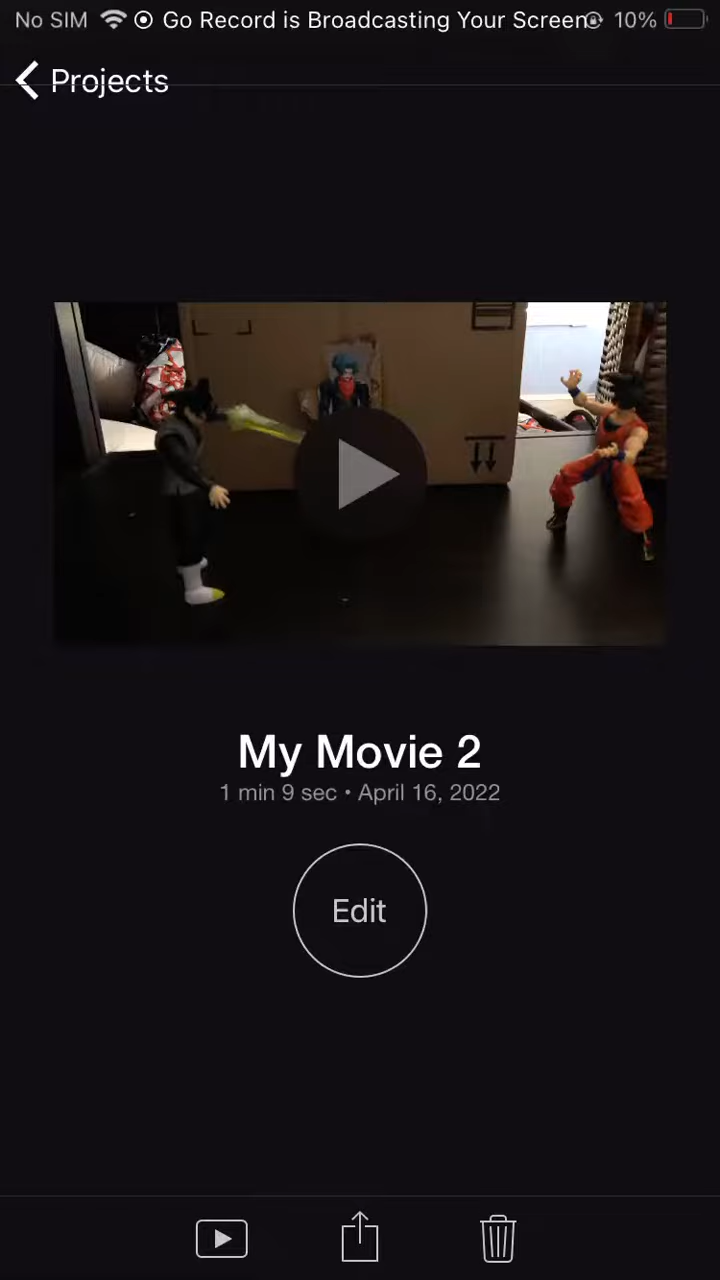 No SIM Go Record is Broadcasting Your Screen 10%
Projects
My Movie 2
1 min 9 sec • April 16, 2022
Edit